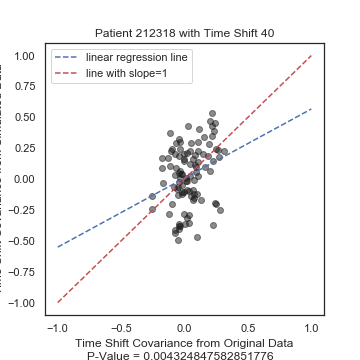 Patient 212318 with Time Shift 40
linear regression line
line with slope=1
1.00
0.75
0.50
0.25
0.00
−0.25
−0.50
−0.75
−1.00
−1.0 −0.5 0.0 0.5 1.0
Time Shift Covariance from Original Data
P-Value = 0.004324847582851776